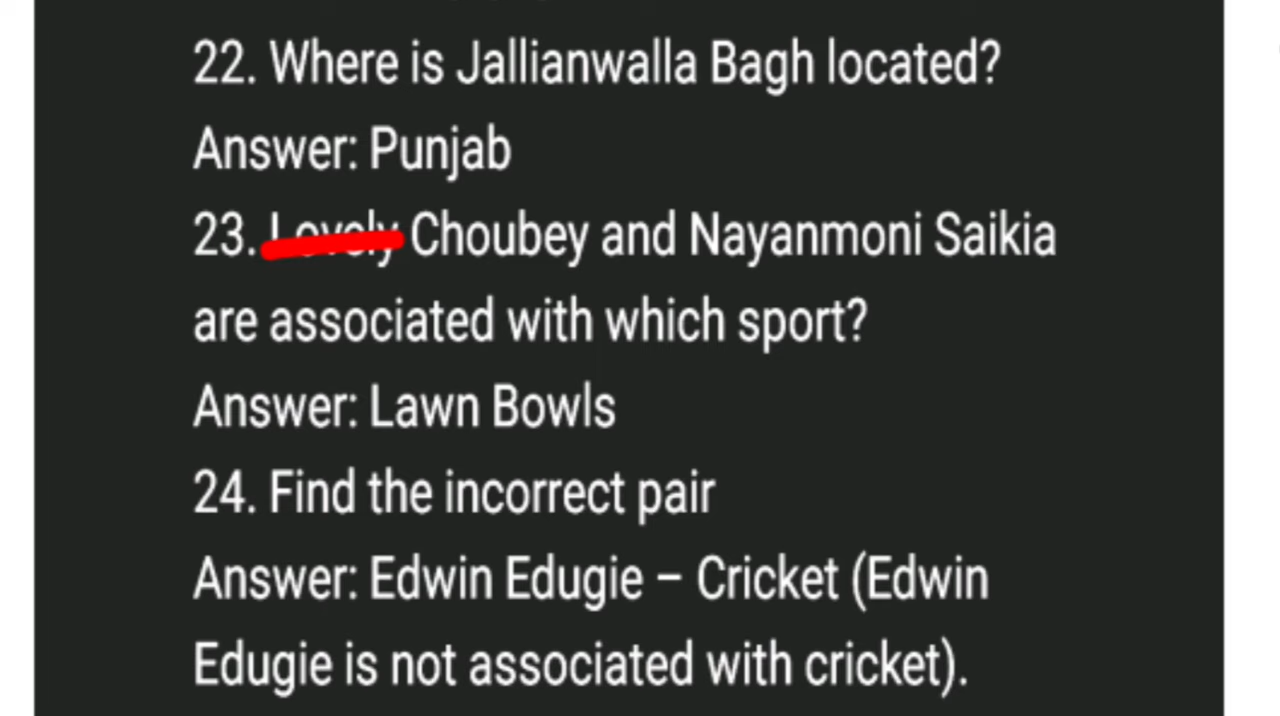 22. Where is Jallianwalla Bagh located?
Answer: Punjab
23. Lovely Choubey and Nayanmoni Saikia
are associated with which sport?
Answer: Lawn Bowls
24. Find the incorrect pair
Answer: Edwin Edugie – Cricket (Edwin
Edugie is not associated with cricket).